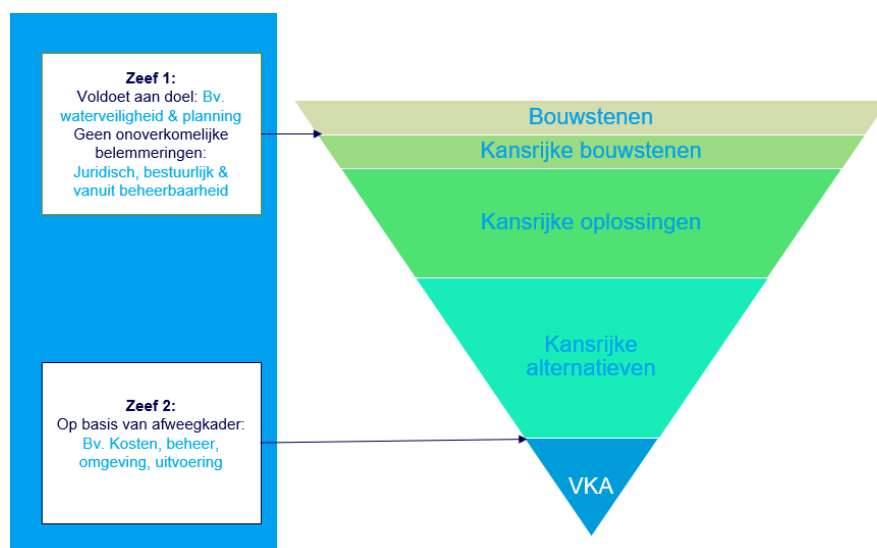 Zeef 1:
Voldoet aan doel: Bv.
waterveiligheid & planning
Geen onoverkomelijke
belemmeringen:
Juridisch, bestuurlijk &
vanuit beheerbaarheid
Bouwstenen
Kansrijke bouwstenen
Kansrijke oplossingen
Kansrijke
alternatieven
Zeef 2:
Op basis van afweegkader:
Bv. Kosten, beheer,
omgeving, uitvoering
VKA